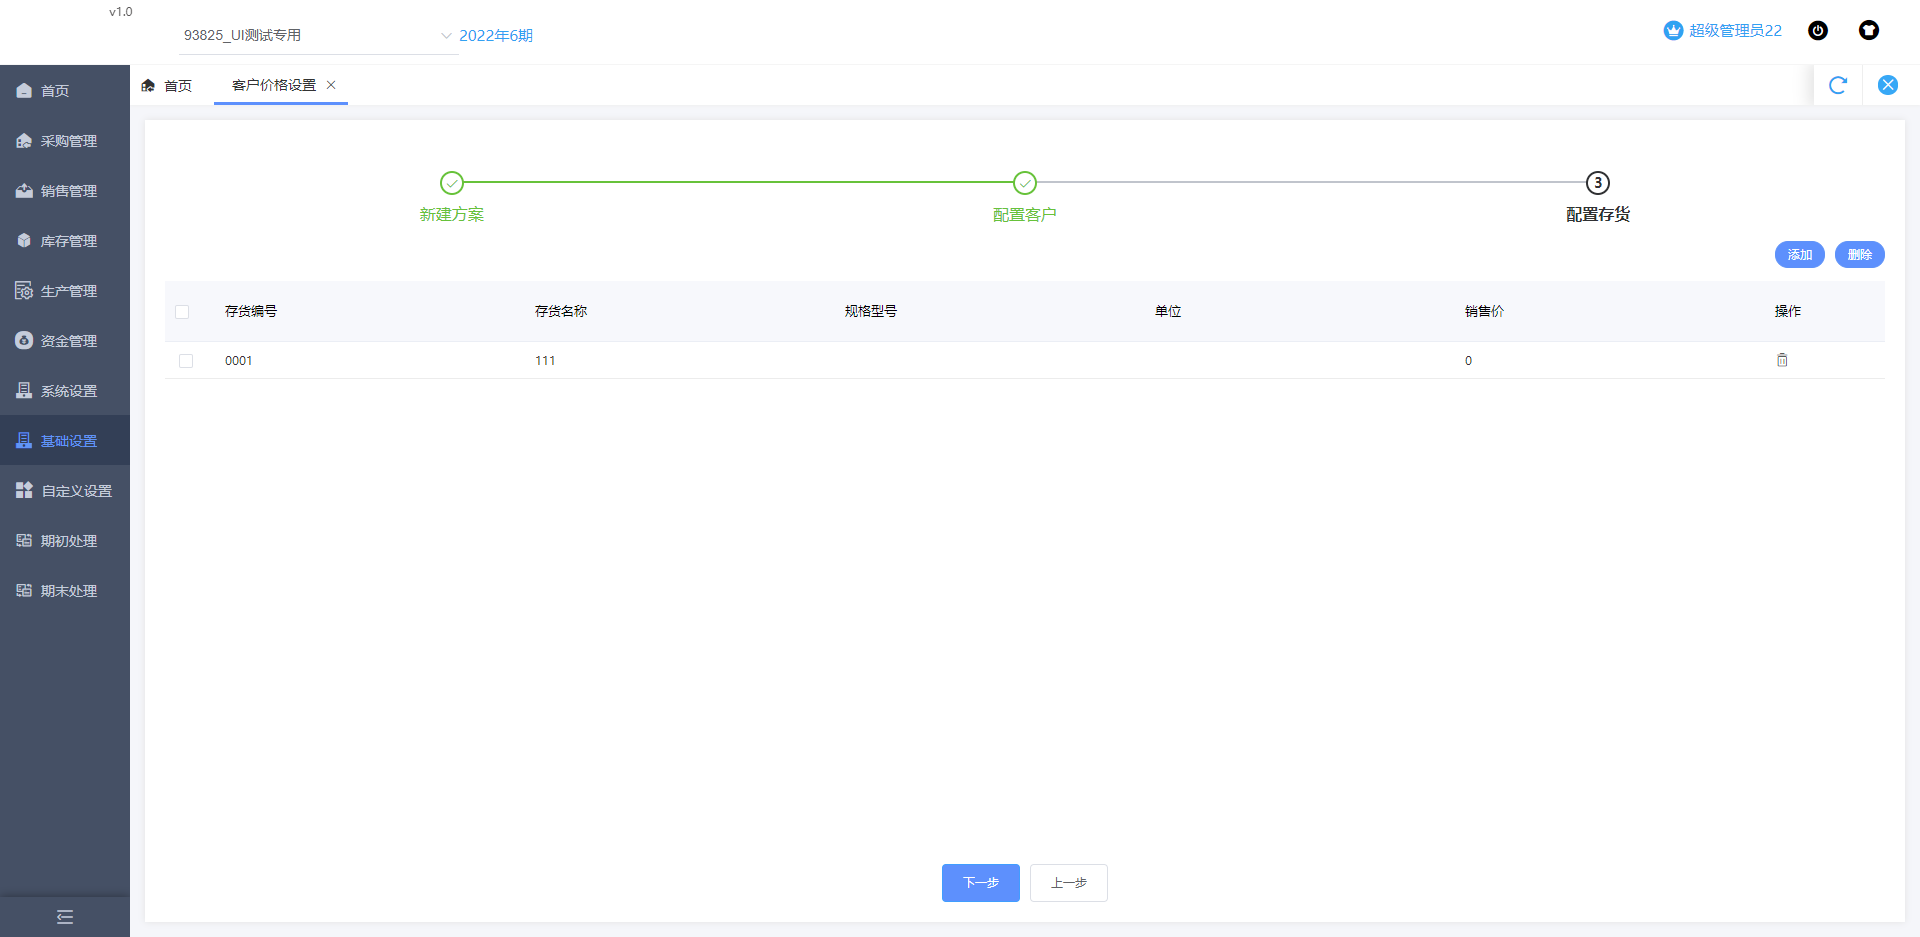 v1.0
93825_UI测试专用
2022年6期
超级管理员22
首页
采购管理
销售管理
库存管理
生产管理
资金管理
系统设置
基础设置
自定义设置
期初处理
期末处理
首页
客户价格设置
新建方案
配置客户
3
配置存货
添加
删除
存货编号 存货名称 规格型号 单位 销售价 操作
0001 111 0
下一步
上一步